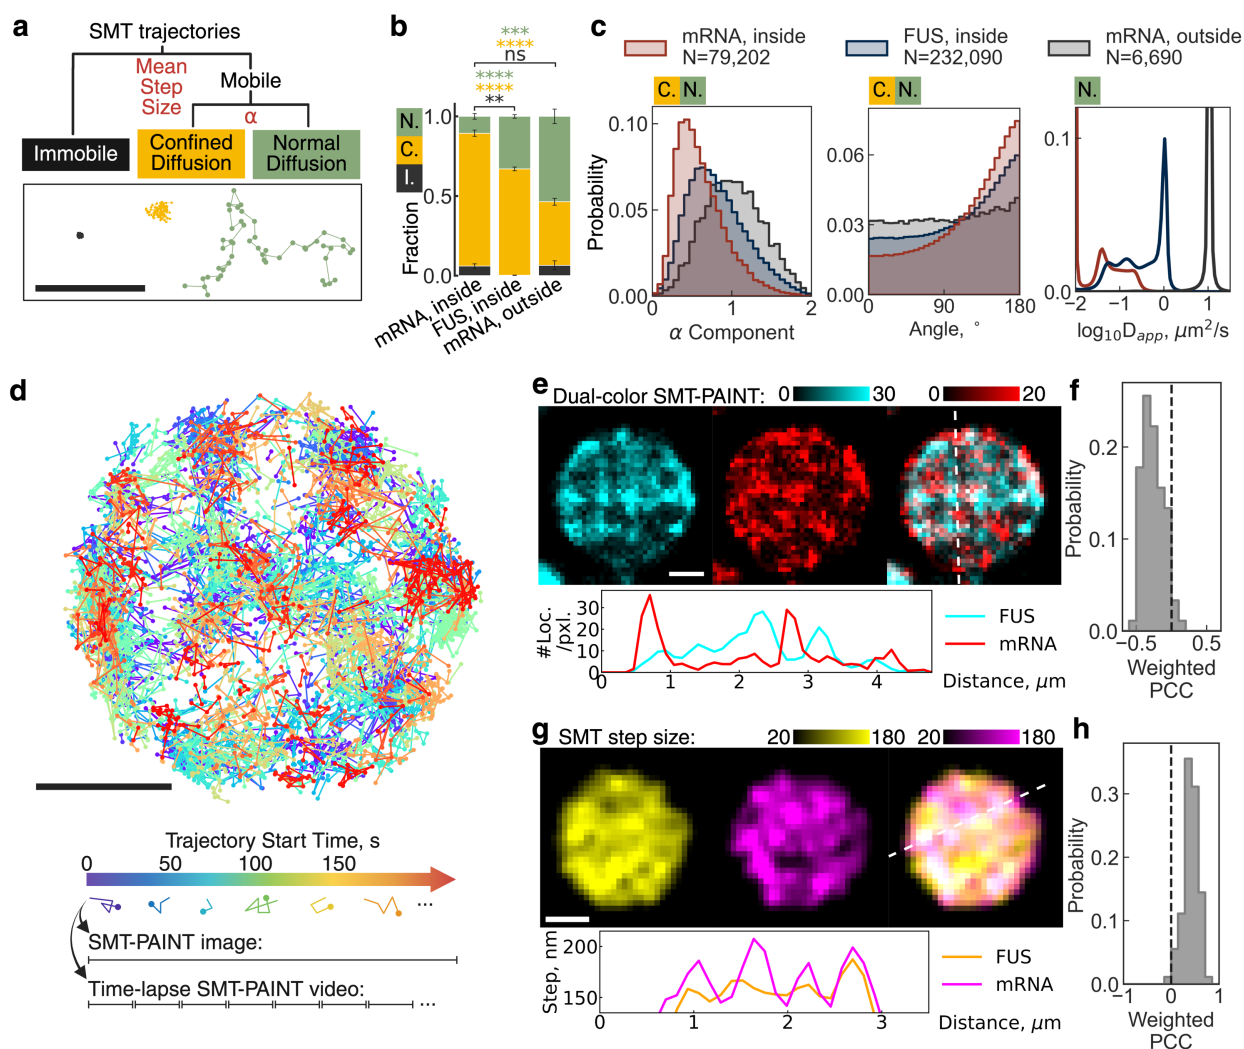 a
SMT trajectories
Mean
Step
Size
Mobile
α
Immobile
Confined
Diffusion
Normal
Diffusion
b
***
****
ns
****
****
**
N.
C.
I.
1.0
0.5
0.0
Fraction
mRNA, inside
FUS, inside
mRNA, outside
c
mRNA, inside
N=79,202
FUS, inside
N=232,090
mRNA, outside
N=6,690
C. N.
0.10
0.05
0.00
Probability
0 1 2
α Component
C. N.
0.06
0.03
0.00
0 90 180
Angle, °
N.
0.1
0.0
−2 −1 0 1
log10Dapp, μm²/s
d
Trajectory Start Time, s
0 50 100 150
...
SMT-PAINT image:
Time-lapse SMT-PAINT video:
...
e
Dual-color SMT-PAINT:
0 30
0 20
#Loc.
/pxl.
30
20
10
0
0 1 2 3 4
FUS
mRNA
Distance, μm
f
0.2
0.1
0.0
Probability
−0.5 0.5
Weighted
PCC
g
SMT step size:
20 180
20 180
Step, nm
200
150
0 1 2 3
FUS
mRNA
Distance, μm
h
0.3
0.2
0.1
0.0
Probability
−1 0 1
Weighted
PCC